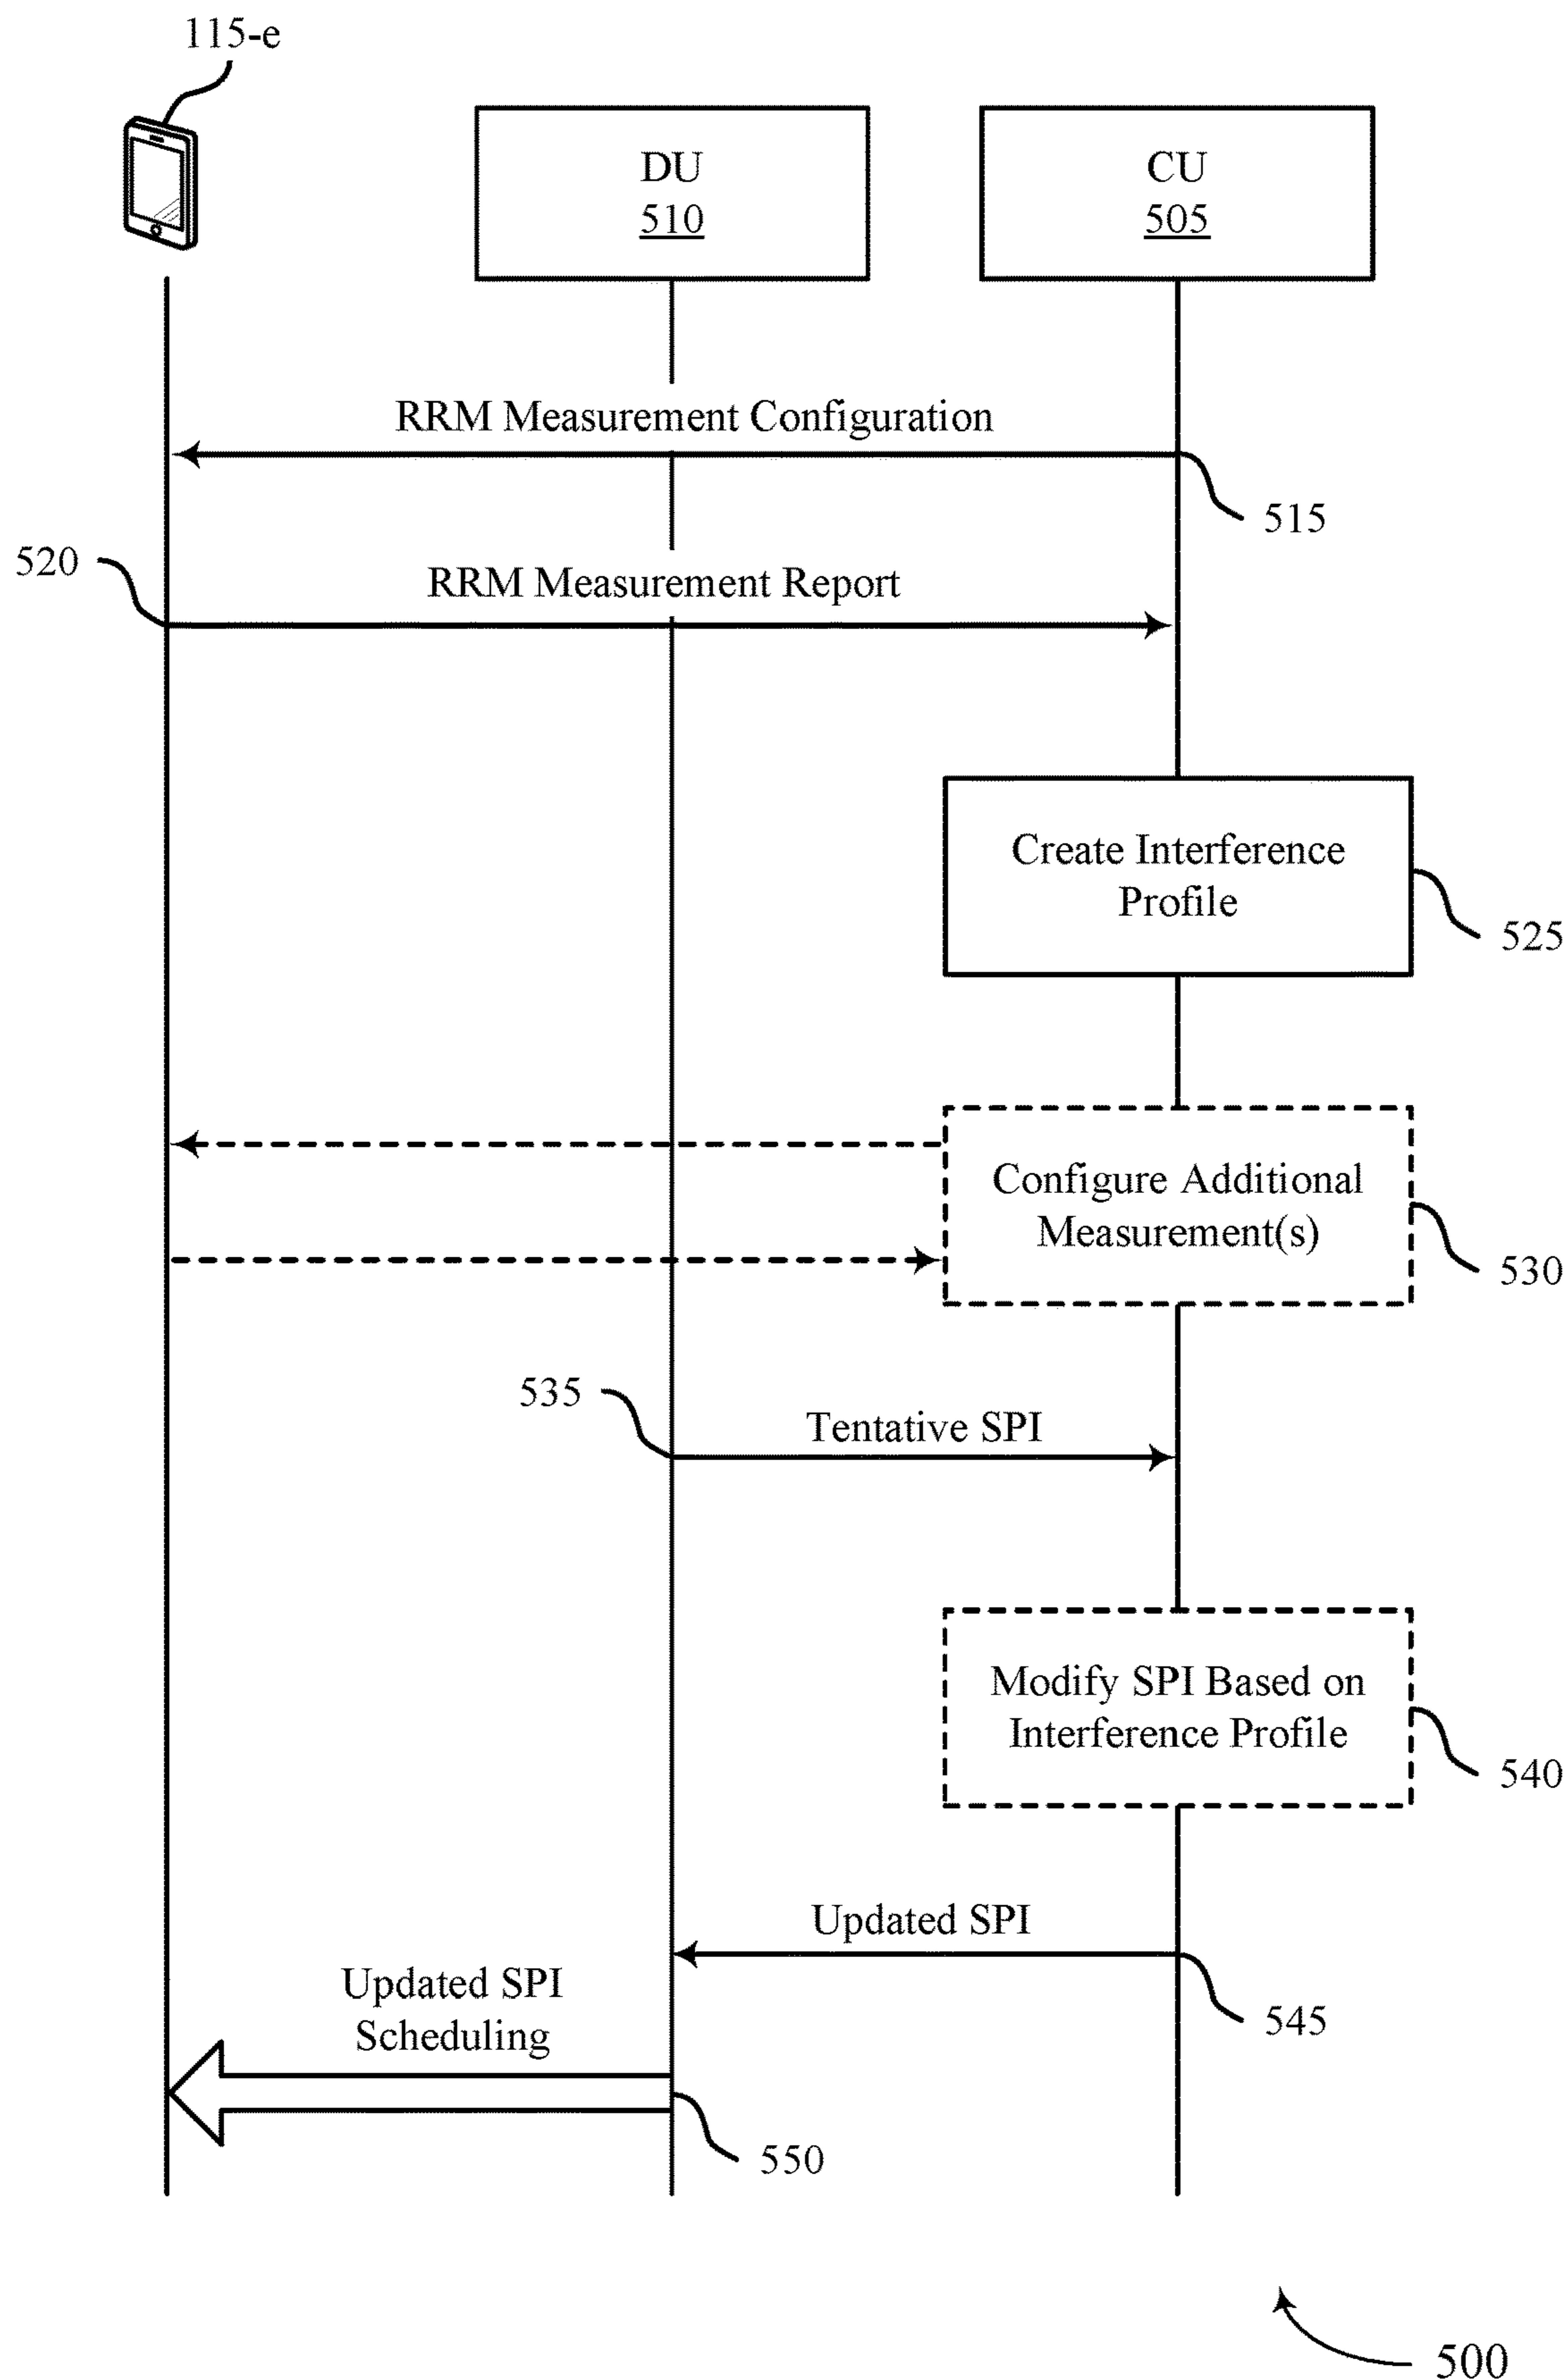 115-e
DU
510
CU
505
RRM Measurement Configuration
515
520
RRM Measurement Report
Create Interference
Profile
525
Configure Additional
Measurement(s)
530
535
Tentative SPI
Modify SPI Based on
Interference Profile
540
Updated SPI
545
Updated SPI
Scheduling
550
500